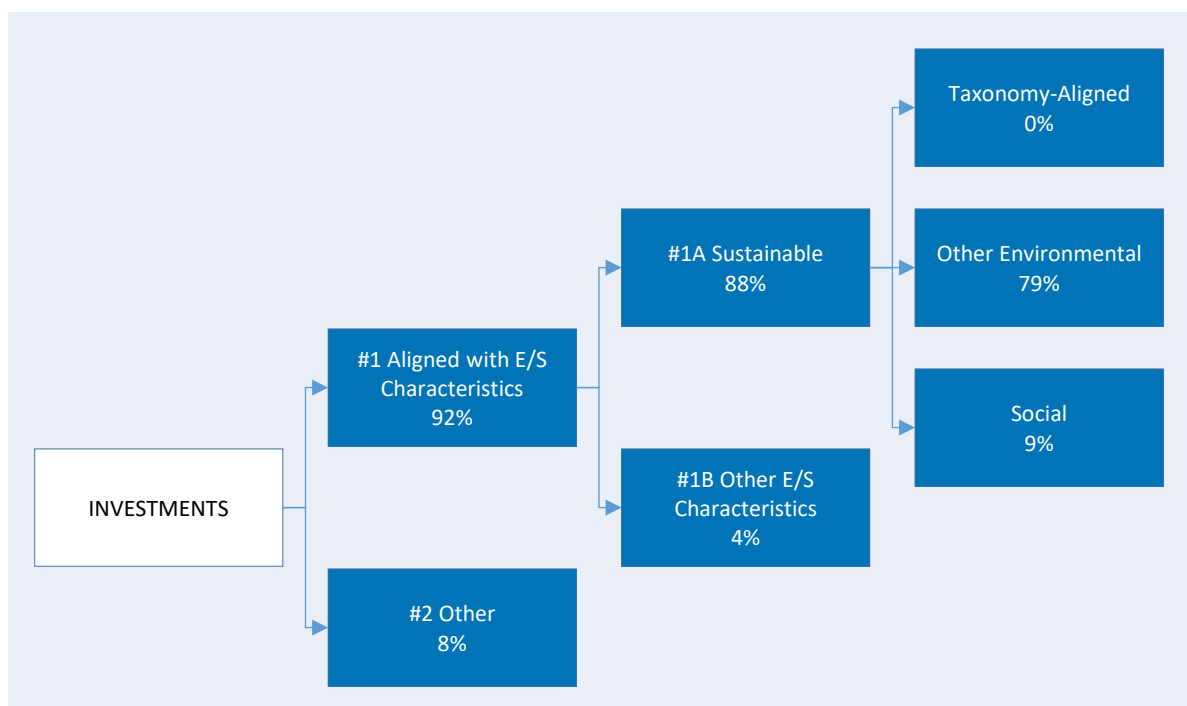 Taxonomy-Aligned
0%
#1A Sustainable
88%
Other Environmental
79%
#1 Aligned with E/S
Characteristics
92%
Social
9%
INVESTMENTS
#1B Other E/S
Characteristics
4%
#2 Other
8%